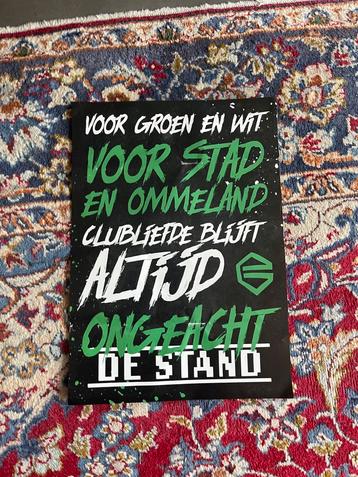 VOOR GROEN EN WIT
VOOR STAD
EN OMMELAND
CLUBLIEFDE BLIJFT
ALTIJD
ONGEACHT
DE STAND